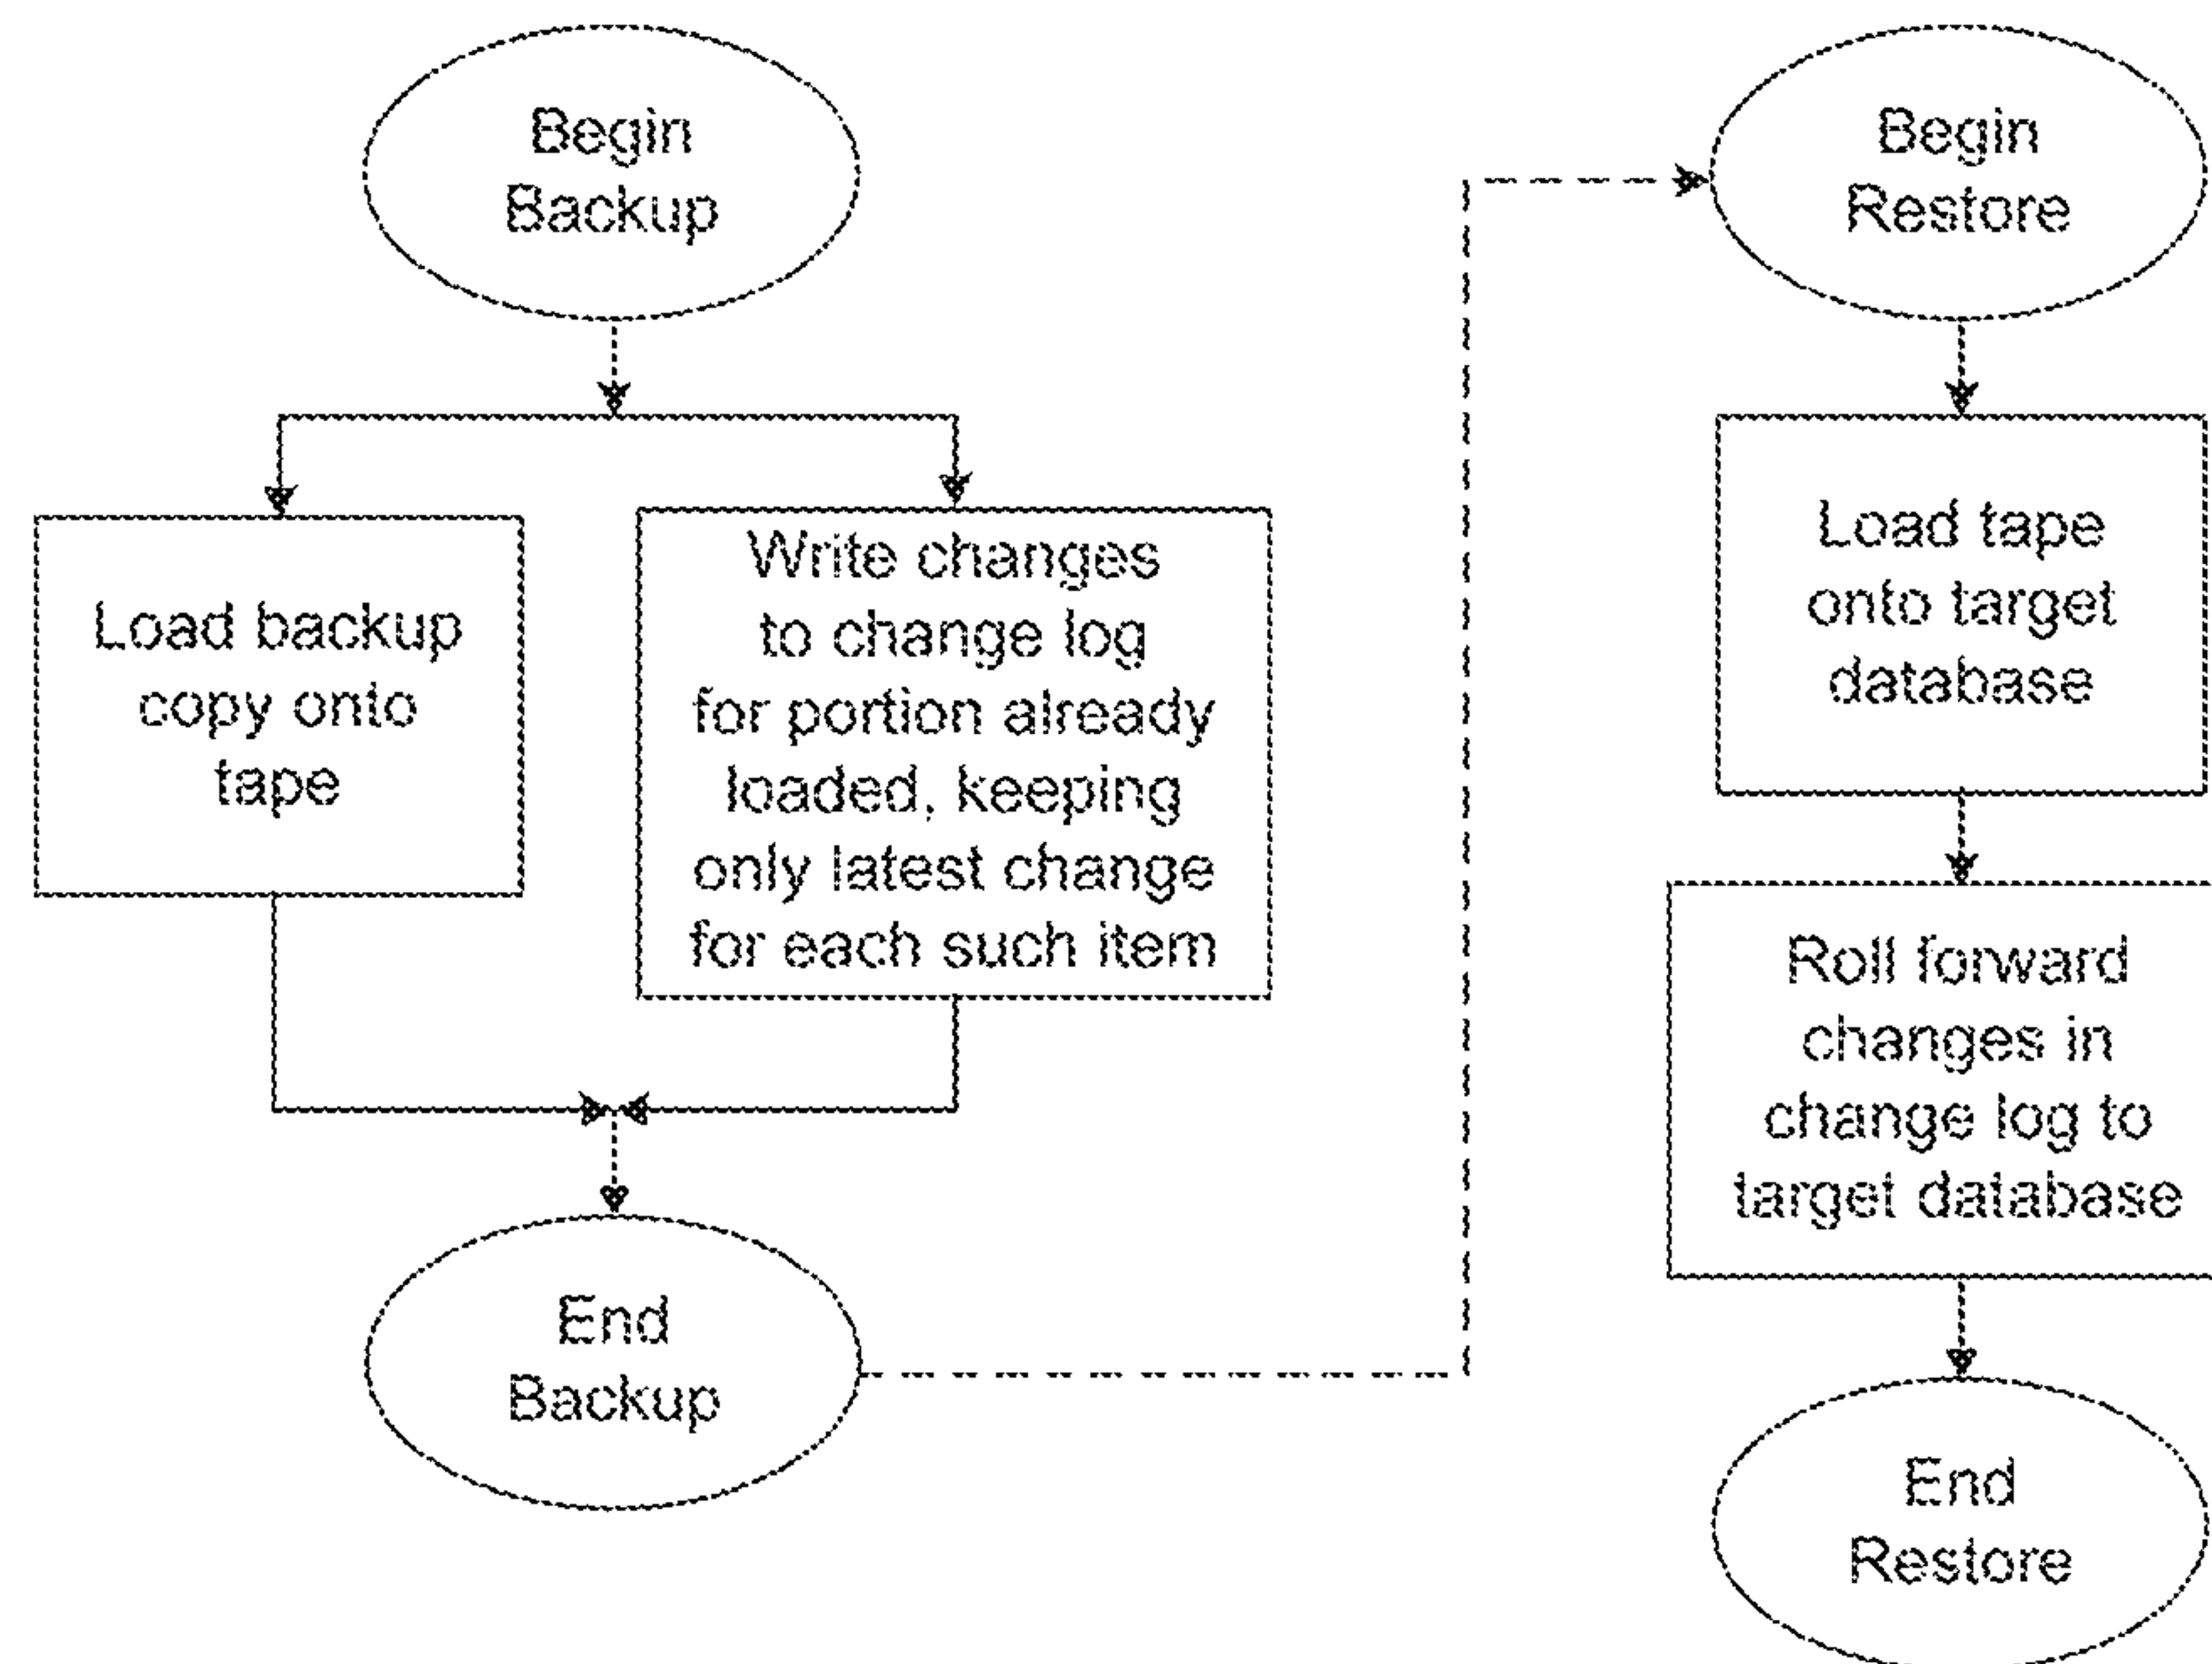 Begin
Backup
Load backup
copy onto
tape
Write changes
to change log
for portion already
loaded, keeping
only latest change
for each such item
End
Backup
Begin
Restore
Load tape
onto target
database
Roll forward
changes in
change log to
target database
End
Restore